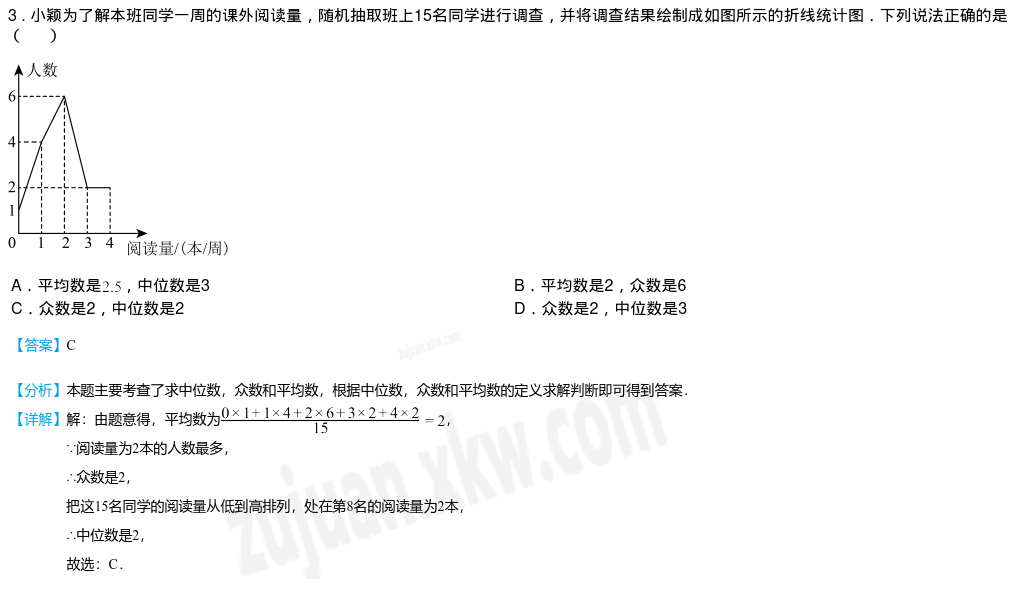 3．小颖为了解本班同学一周的课外阅读量，随机抽取班上15名同学进行调查，并将调查结果绘制成如图所示的折线统计图．下列说法正确的是
（　　）
人数
6
4
2
1
0 1 2 3 4 阅读量/(本/周)
A．平均数是2.5，中位数是3 B．平均数是2，众数是6
C．众数是2，中位数是2 D．众数是2，中位数是3
【答案】C
zujuan.xkw.com
【分析】本题主要考查了求中位数，众数和平均数，根据中位数，众数和平均数的定义求解判断即可得到答案．
【详解】解：由题意得，平均数为(0×1+1×4+2×6+3×2+4×2)/15=2，
∵阅读量为2本的人数最多，
∴众数是2，
把这15名同学的阅读量从低到高排列，处在第8名的阅读量为2本，
∴中位数是2，
故选：C．
zujuan.xkw.com